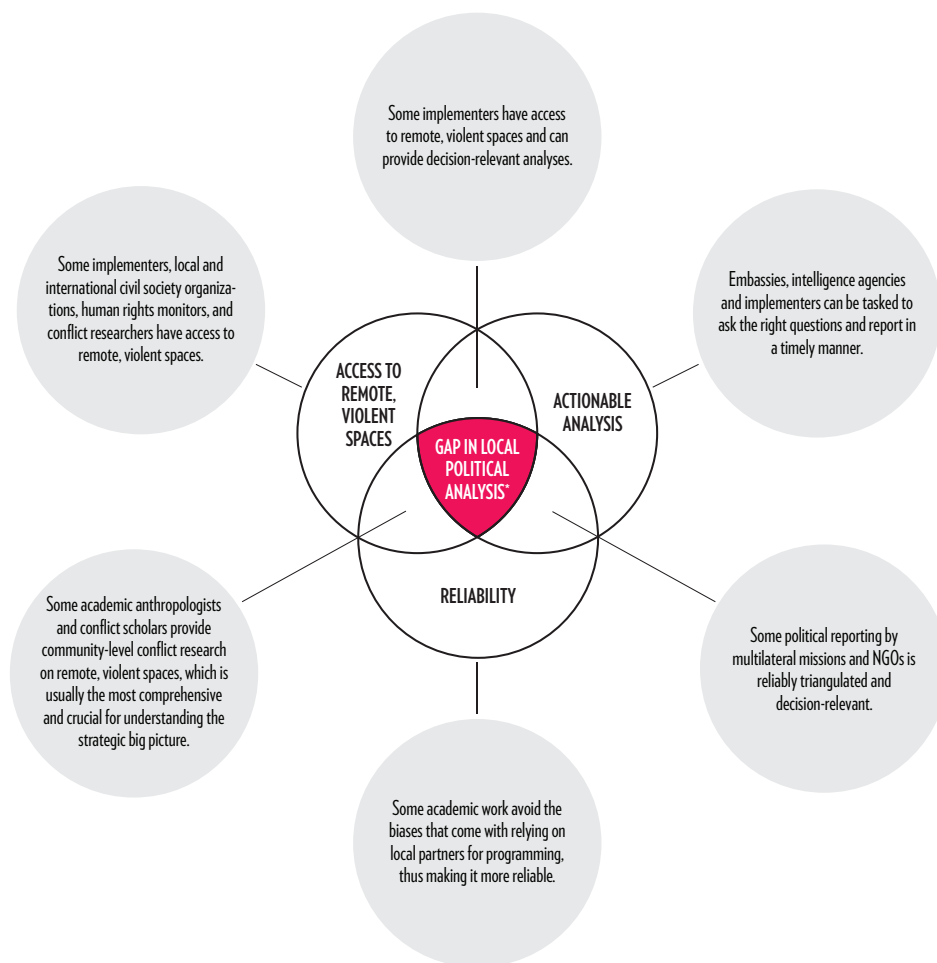 Some implementers have access
to remote, violent spaces and can
provide decision-relevant analyses.
Some implementers, local and
international civil society organiza-
tions, human rights monitors, and
conflict researchers have access to
remote, violent spaces.
Embassies, intelligence agencies
and implementers can be tasked to
ask the right questions and report in
a timely manner.
ACCESS TO
REMOTE,
VIOLENT
SPACES
ACTIONABLE
ANALYSIS
GAP IN LOCAL
POLITICAL
ANALYSIS*
RELIABILITY
Some academic anthropologists
and conflict scholars provide
community-level conflict research
on remote, violent spaces, which is
usually the most comprehensive
and crucial for understanding the
strategic big picture.
Some political reporting by
multilateral missions and NGOs is
reliably triangulated and
decision-relevant.
Some academic work avoid the
biases that come with relying on
local partners for programming,
thus making it more reliable.